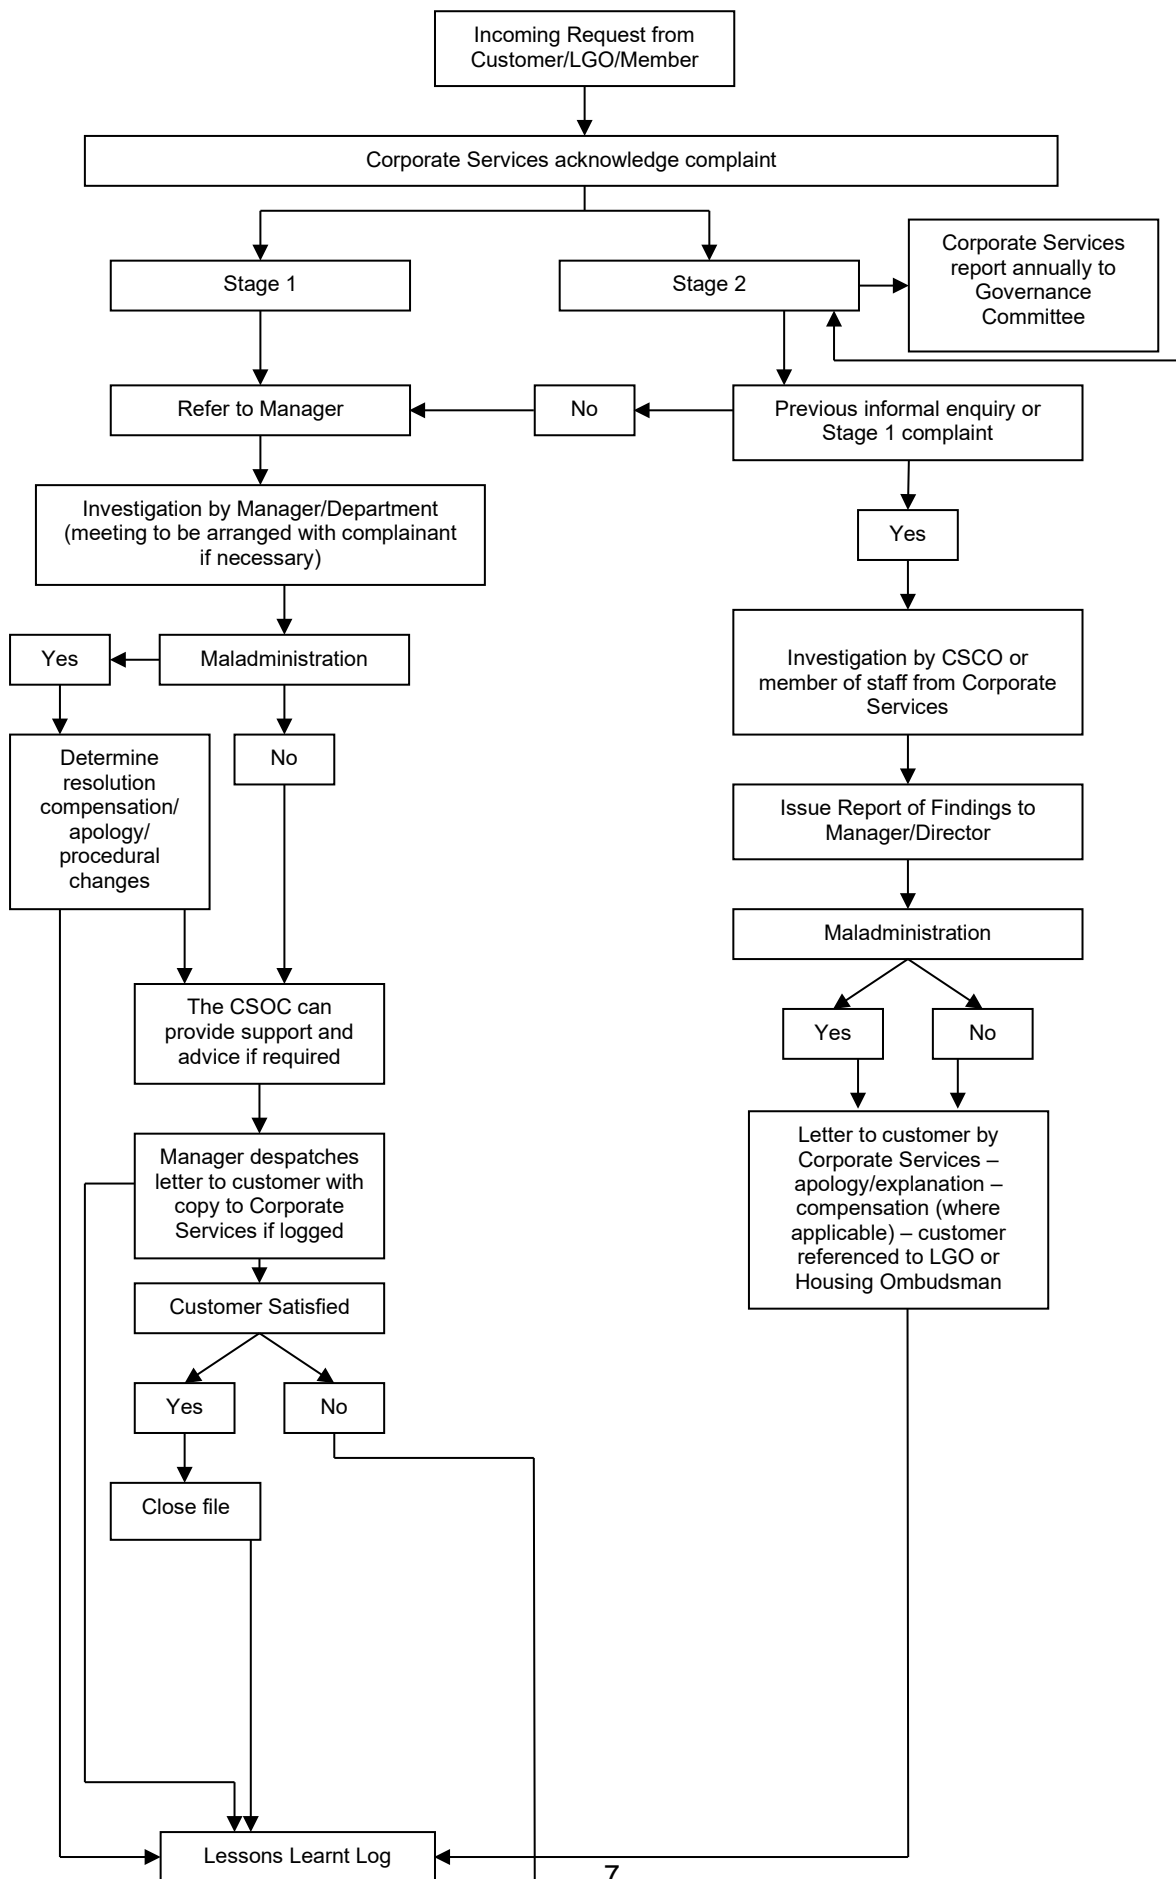 Incoming Request from
Customer/LGO/Member
Corporate Services acknowledge complaint
Stage 1
Stage 2
Corporate Services
report annually to
Governance
Committee
Refer to Manager
No
Previous informal enquiry or
Stage 1 complaint
Investigation by Manager/Department
(meeting to be arranged with complainant
if necessary)
Yes
Yes
Maladministration
Investigation by CSCO or
member of staff from Corporate
Services
Determine
resolution
compensation/
apology/
procedural
changes
No
Issue Report of Findings to
Manager/Director
Maladministration
The CSOC can
provide support and
advice if required
Yes
No
Manager despatches
letter to customer with
copy to Corporate
Services if logged
Letter to customer by
Corporate Services –
apology/explanation –
compensation (where
applicable) – customer
referenced to LGO or
Housing Ombudsman
Customer Satisfied
Yes
No
Close file
Lessons Learnt Log
7